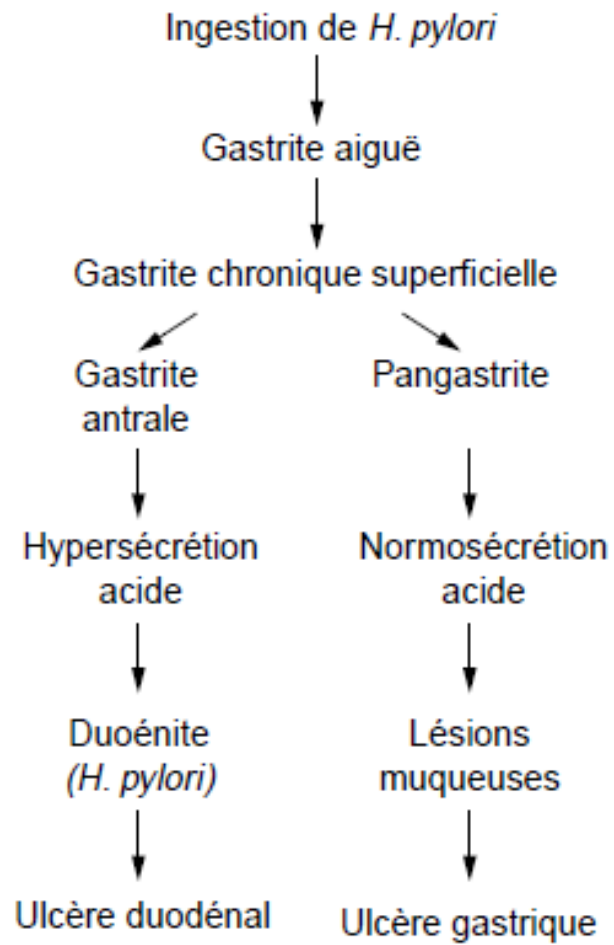 Ingestion de H. pylori
Gastrite aiguë
Gastrite chronique superficielle
Gastrite
antrale
Pangastrite
Hypersécrétion
acide
Normosécrétion
acide
Duoénite
(H. pylori)
Lésions
muqueuses
Ulcère duodénal
Ulcère gastrique